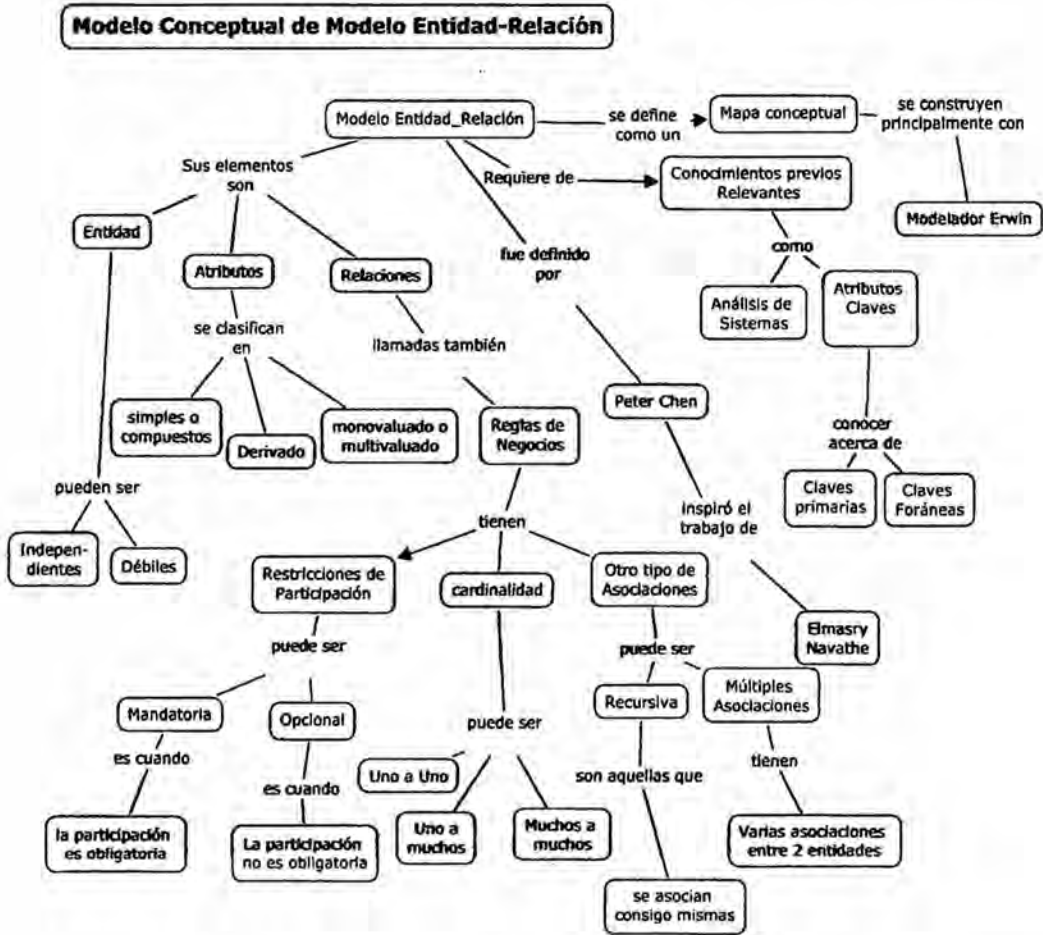 Modelo Conceptual de Modelo Entidad-Relación
Modelo Entidad_Relación
se define
como un
Mapa conceptual
se construyen
principalmente con
Modelador Erwin
Requiere de
Conocimientos previos
Relevantes
como
Análisis de
Sistemas
Atributos
Claves
conocer
acerca de
Claves
primarias
Claves
Foráneas
fue definido
por
Peter Chen
inspiró el
trabajo de
Elmasry
Navathe
Sus elementos
son
Entidad
pueden ser
Indepen-
dientes
Débiles
Atributos
se clasifican
en
simples o
compuestos
Derivado
monovaluado o
multivaluado
Relaciones
llamadas también
Reglas de
Negocios
tienen
Restricciones de
Participación
puede ser
Mandatoria
es cuando
la participación
es obligatoria
Opcional
es cuando
La participación
no es obligatoria
cardinalidad
puede ser
Uno a Uno
Uno a
muchos
Muchos a
muchos
Otro tipo de
Asociaciones
puede ser
Recursiva
son aquellas que
se asocian
consigo mismas
Múltiples
Asociaciones
tienen
Varias asociaciones
entre 2 entidades